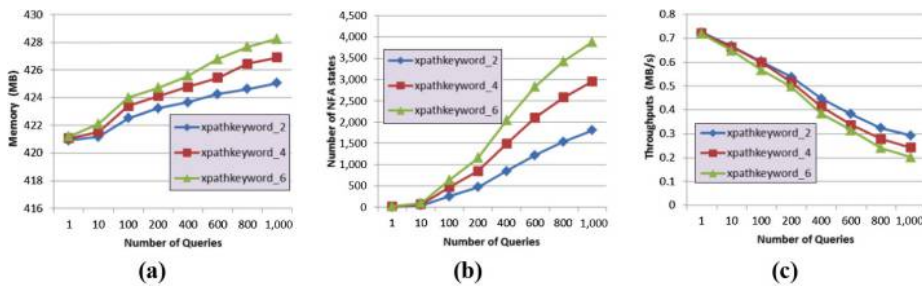 430
428
426
424
422
420
418
416
Memory (MB)
xpathkeyword_2
xpathkeyword_4
xpathkeyword_6
1 10 100 200 400 600 800 1,000
Number of Queries
(a)
4,500
4,000
3,500
3,000
2,500
2,000
1,500
1,000
500
0
Number of NFA states
xpathkeyword_2
xpathkeyword_4
xpathkeyword_6
1 10 100 200 400 600 800 1,000
Number of Queries
(b)
0.8
0.7
0.6
0.5
0.4
0.3
0.2
0.1
0
Throughputs (MB/s)
xpathkeyword_2
xpathkeyword_4
xpathkeyword_6
1 10 100 200 400 600 800 1,000
Number of Queries
(c)